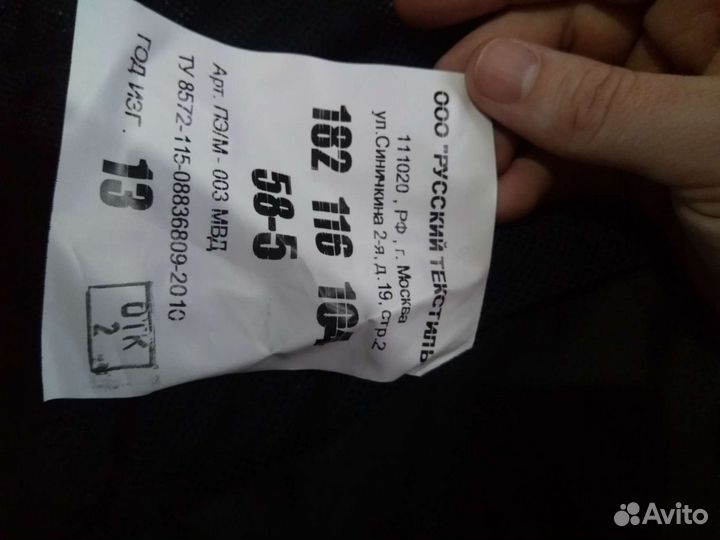 ООО "РУССКИЙ ТЕКСТИЛЬ"
111020 , РФ , г. Москва
ул.Синичкина 2-я, д.19, стр.2
182 116 104
58-5
Арт. ПЭ/М - 003 МВД
ТУ 8572-115-08836809-2010
ГОД ИЗГ. 13
ОТК
2
Avito